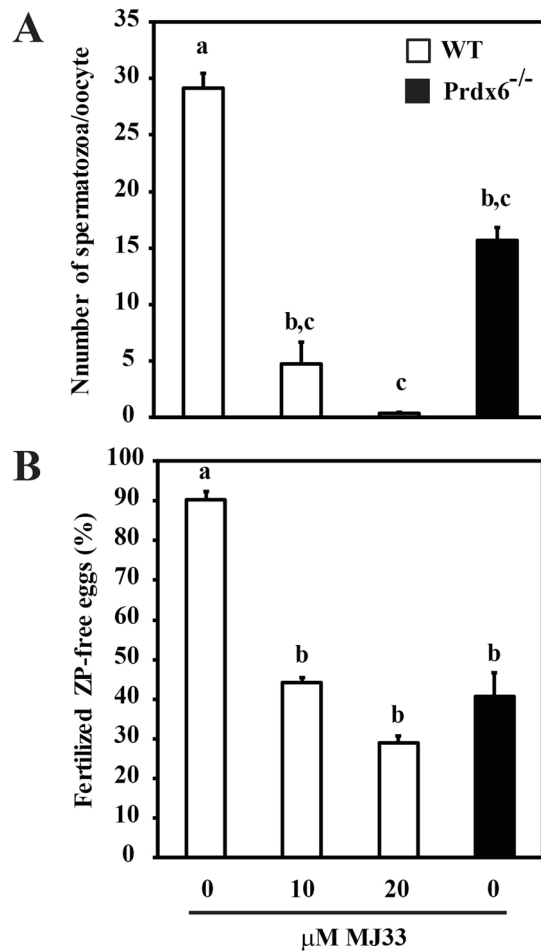 A
Nnumber of spermatozoa/oocyte
35
30
25
20
15
10
5
0
a
b,c
c
b,c
WT
Prdx6-/-
B
Fertilized ZP-free eggs (%)
100
90
80
70
60
50
40
30
20
10
0
a
b
b
b
0 10 20 0
μM MJ33